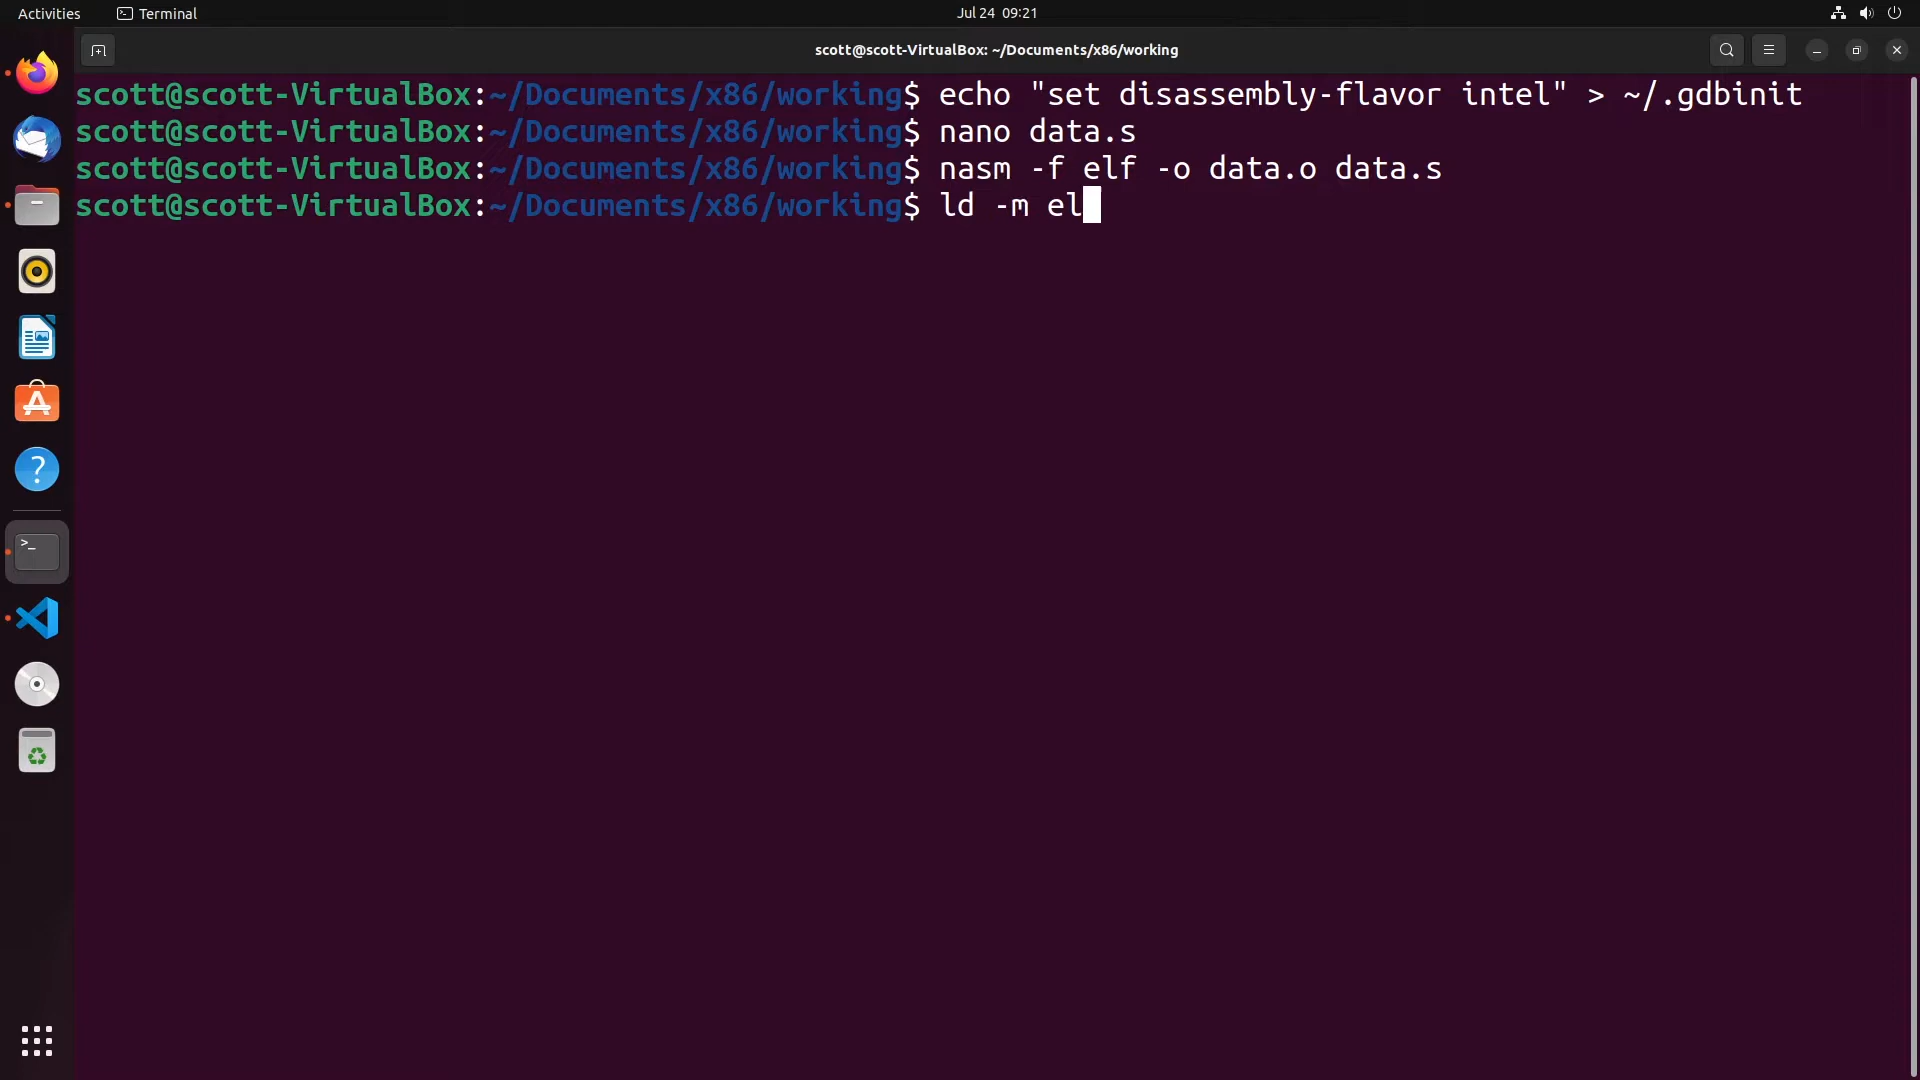 Activities Terminal Jul 24 09:21
scott@scott-VirtualBox: ~/Documents/x86/working
scott@scott-VirtualBox:~/Documents/x86/working$ echo "set disassembly-flavor intel" > ~/.gdbinit
scott@scott-VirtualBox:~/Documents/x86/working$ nano data.s
scott@scott-VirtualBox:~/Documents/x86/working$ nasm -f elf -o data.o data.s
scott@scott-VirtualBox:~/Documents/x86/working$ ld -m el